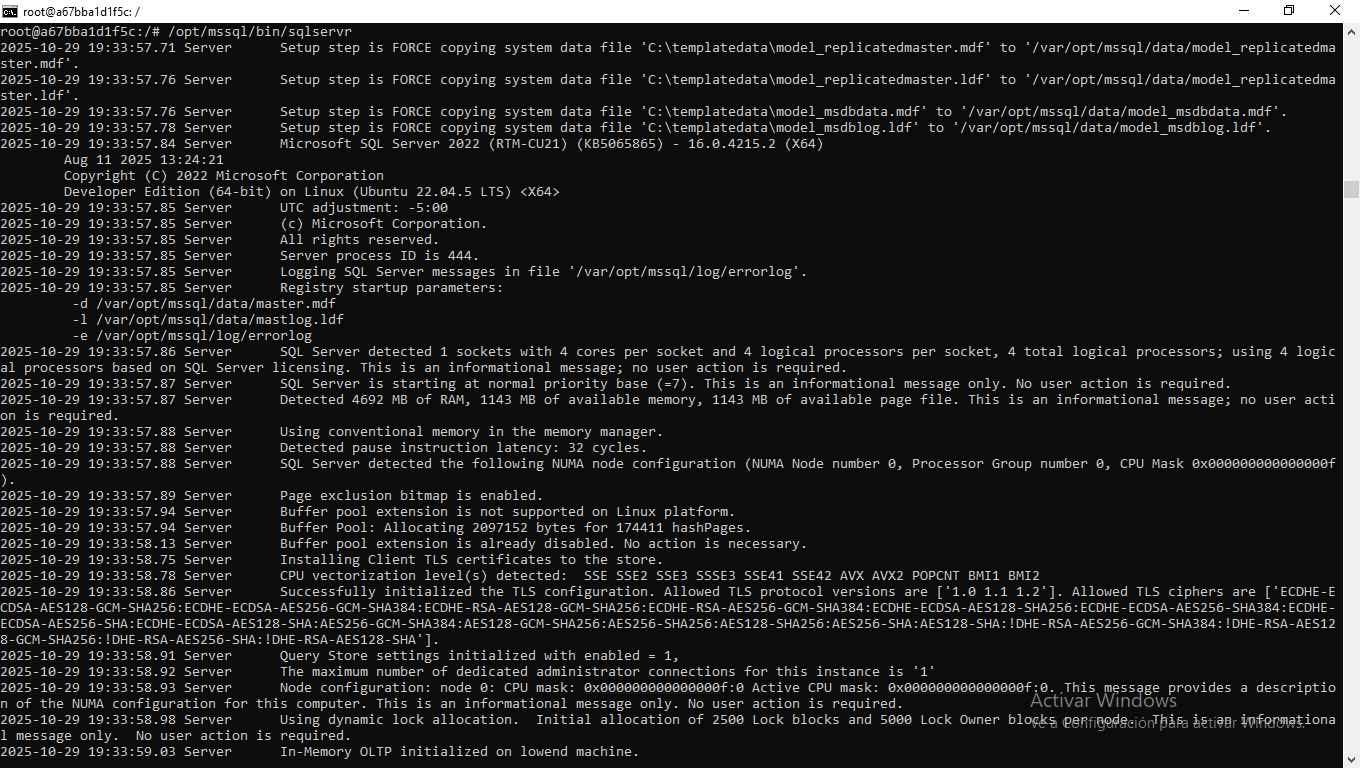 root@a67bba1d1f5c: /
root@a67bba1d1f5c:/# /opt/mssql/bin/sqlservr
2025-10-29 19:33:57.71 Server      Setup step is FORCE copying system data file 'C:\templatedata\model_replicatedmaster.mdf' to '/var/opt/mssql/data/model_replicatedma
ster.mdf'.
2025-10-29 19:33:57.76 Server      Setup step is FORCE copying system data file 'C:\templatedata\model_replicatedmaster.ldf' to '/var/opt/mssql/data/model_replicatedma
ster.ldf'.
2025-10-29 19:33:57.76 Server      Setup step is FORCE copying system data file 'C:\templatedata\model_msdbdata.mdf' to '/var/opt/mssql/data/model_msdbdata.mdf'.
2025-10-29 19:33:57.78 Server      Setup step is FORCE copying system data file 'C:\templatedata\model_msdblog.ldf' to '/var/opt/mssql/data/model_msdblog.ldf'.
2025-10-29 19:33:57.84 Server      Microsoft SQL Server 2022 (RTM-CU21) (KB5065865) - 16.0.4215.2 (X64)
        Aug 11 2025 13:24:21
        Copyright (C) 2022 Microsoft Corporation
        Developer Edition (64-bit) on Linux (Ubuntu 22.04.5 LTS) <X64>
2025-10-29 19:33:57.85 Server      UTC adjustment: -5:00
2025-10-29 19:33:57.85 Server      (c) Microsoft Corporation.
2025-10-29 19:33:57.85 Server      All rights reserved.
2025-10-29 19:33:57.85 Server      Server process ID is 444.
2025-10-29 19:33:57.85 Server      Logging SQL Server messages in file '/var/opt/mssql/log/errorlog'.
2025-10-29 19:33:57.85 Server      Registry startup parameters:
         -d /var/opt/mssql/data/master.mdf
         -l /var/opt/mssql/data/mastlog.ldf
         -e /var/opt/mssql/log/errorlog
2025-10-29 19:33:57.86 Server      SQL Server detected 1 sockets with 4 cores per socket and 4 logical processors per socket, 4 total logical processors; using 4 logic
al processors based on SQL Server licensing. This is an informational message; no user action is required.
2025-10-29 19:33:57.87 Server      SQL Server is starting at normal priority base (=7). This is an informational message only. No user action is required.
2025-10-29 19:33:57.87 Server      Detected 4692 MB of RAM, 1143 MB of available memory, 1143 MB of available page file. This is an informational message; no user acti
on is required.
2025-10-29 19:33:57.88 Server      Using conventional memory in the memory manager.
2025-10-29 19:33:57.88 Server      Detected pause instruction latency: 32 cycles.
2025-10-29 19:33:57.88 Server      SQL Server detected the following NUMA node configuration (NUMA Node number 0, Processor Group number 0, CPU Mask 0x000000000000000f
).
2025-10-29 19:33:57.89 Server      Page exclusion bitmap is enabled.
2025-10-29 19:33:57.94 Server      Buffer pool extension is not supported on Linux platform.
2025-10-29 19:33:57.94 Server      Buffer Pool: Allocating 2097152 bytes for 174411 hashPages.
2025-10-29 19:33:58.13 Server      Buffer pool extension is already disabled. No action is necessary.
2025-10-29 19:33:58.75 Server      Installing Client TLS certificates to the store.
2025-10-29 19:33:58.78 Server      CPU vectorization level(s) detected:  SSE SSE2 SSE3 SSSE3 SSE41 SSE42 AVX AVX2 POPCNT BMI1 BMI2
2025-10-29 19:33:58.86 Server      Successfully initialized the TLS configuration. Allowed TLS protocol versions are ['1.0 1.1 1.2']. Allowed TLS ciphers are ['ECDHE-E
CDSA-AES128-GCM-SHA256:ECDHE-ECDSA-AES256-GCM-SHA384:ECDHE-RSA-AES128-GCM-SHA256:ECDHE-RSA-AES256-GCM-SHA384:ECDHE-ECDSA-AES128-SHA256:ECDHE-ECDSA-AES256-SHA384:ECDHE-
ECDSA-AES256-SHA:ECDHE-ECDSA-AES128-SHA:AES256-GCM-SHA384:AES128-GCM-SHA256:AES256-SHA256:AES128-SHA256:AES256-SHA:AES128-SHA:!DHE-RSA-AES256-GCM-SHA384:!DHE-RSA-AES12
8-GCM-SHA256:!DHE-RSA-AES256-SHA:!DHE-RSA-AES128-SHA'].
2025-10-29 19:33:58.91 Server      Query Store settings initialized with enabled = 1,
2025-10-29 19:33:58.92 Server      The maximum number of dedicated administrator connections for this instance is '1'
2025-10-29 19:33:58.93 Server      Node configuration: node 0: CPU mask: 0x000000000000000f:0 Active CPU mask: 0x000000000000000f:0. This message provides a descriptio
n of the NUMA configuration for this computer. This is an informational message only. No user action is required.
2025-10-29 19:33:58.98 Server      Using dynamic lock allocation.  Initial allocation of 2500 Lock blocks and 5000 Lock Owner blocks per node.  This is an informationa
l message only.  No user action is required.
2025-10-29 19:33:59.03 Server      In-Memory OLTP initialized on lowend machine.
Activar Windows
Ve a Configuración para activar Windows.